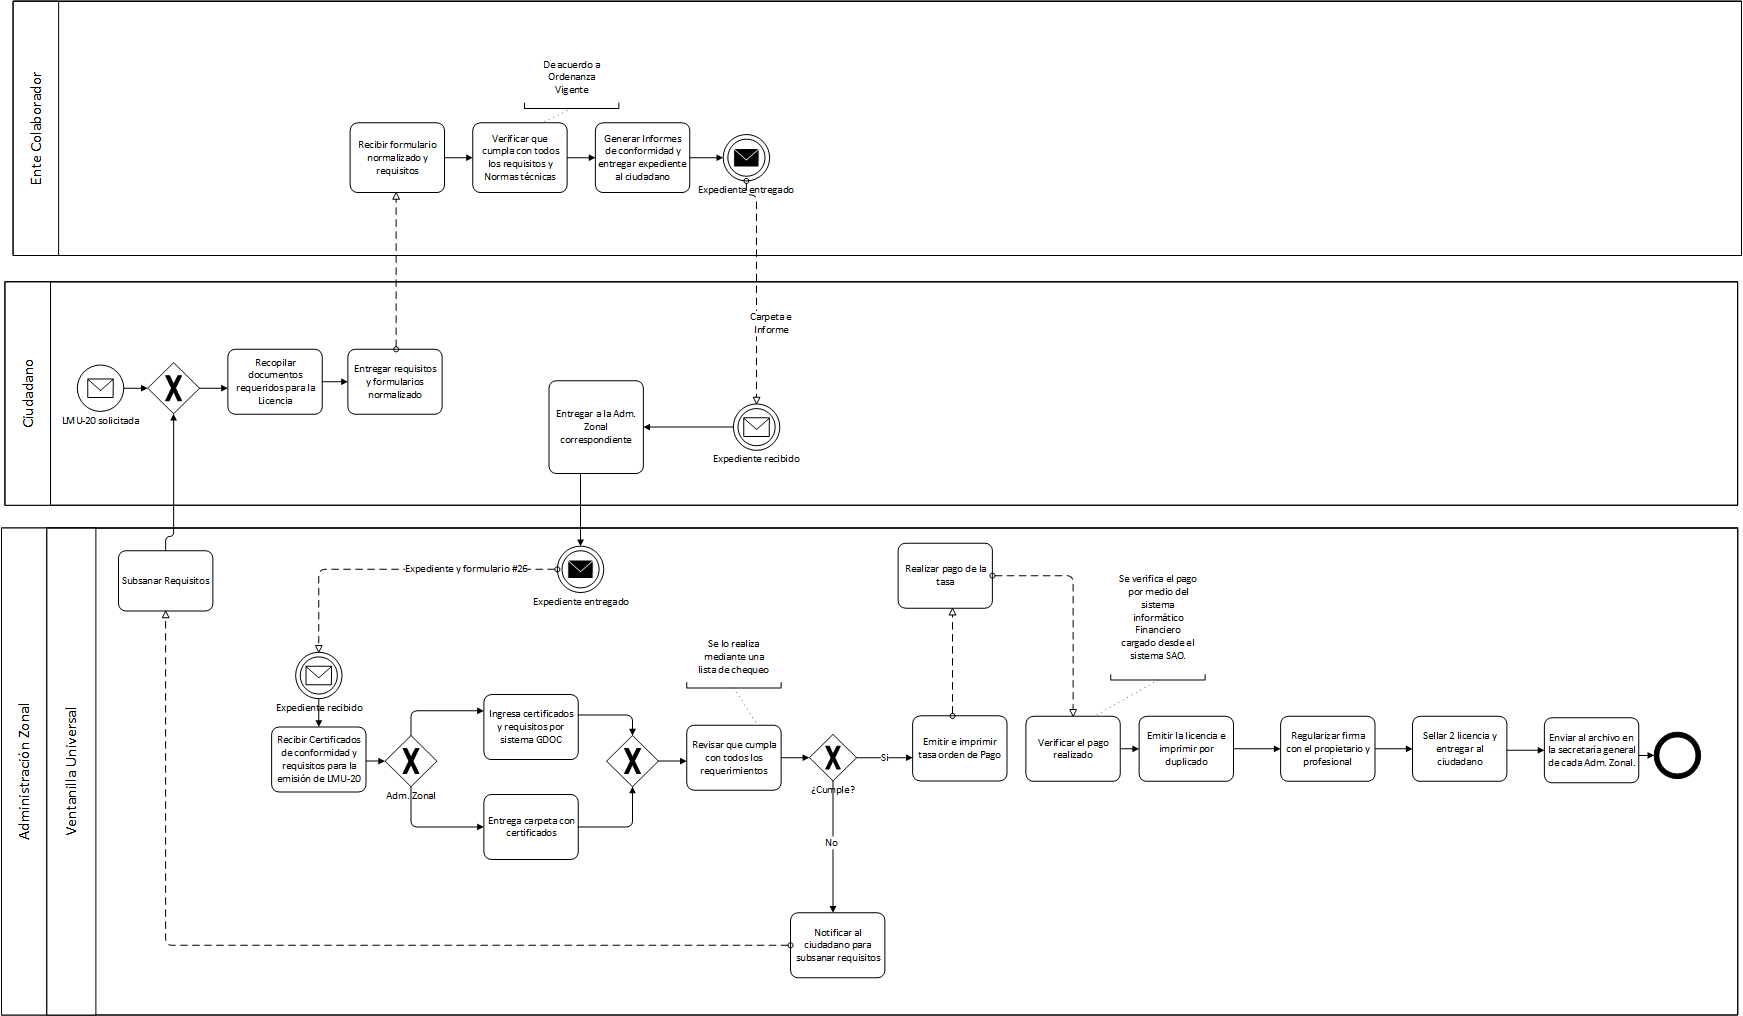 Ente Colaborador
De acuerdo a
Ordenanza
Vigente
Recibir formulario
normalizado y
requisitos
Verificar que
cumpla con todos
los requisitos y
Normas técnicas
Generar Informes
de conformidad y
entregar expediente
al ciudadano
Expediente entregado
Carpeta e
Informe
Ciudadano
LMU-20 solicitada
Recopilar
documentos
requeridos para la
Licencia
Entregar requisitos
y formularios
normalizado
Entregar a la Adm.
Zonal
correspondiente
Expediente recibido
Administración Zonal
Ventanilla Universal
Subsanar Requisitos
Expediente y formulario #26
Expediente entregado
Expediente recibido
Recibir Certificados
de conformidad y
requisitos para la
emisión de LMU-20
Adm. Zonal
Ingresa certificados
y requisitos por
sistema GDOC
Entrega carpeta con
certificados
Se lo realiza
mediante una
lista de chequeo
Revisar que cumpla
con todos los
requerimientos
¿Cumple?
Si
No
Notificar al
ciudadano para
subsanar requisitos
Emitir e imprimir
tasa orden de Pago
Realizar pago de la
tasa
Se verifica el pago
por medio del
sistema
informático
Financiero
cargado desde el
sistema SAO.
Verificar el pago
realizado
Emitir la licencia e
imprimir por
duplicado
Regularizar firma
con el propietario y
profesional
Sellar 2 licencia y
entregar al
ciudadano
Enviar al archivo en
la secretaría general
de cada Adm. Zonal.